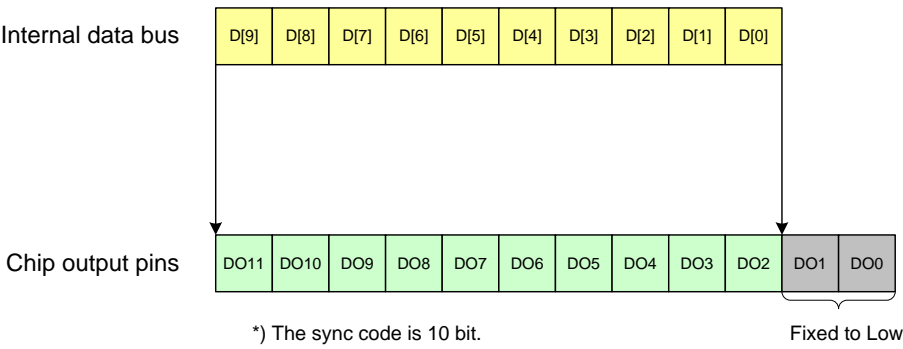 Internal data bus D[9] D[8] D[7] D[6] D[5] D[4] D[3] D[2] D[1] D[0]
Chip output pins DO11 DO10 DO9 DO8 DO7 DO6 DO5 DO4 DO3 DO2 DO1 DO0
*) The sync code is 10 bit. Fixed to Low